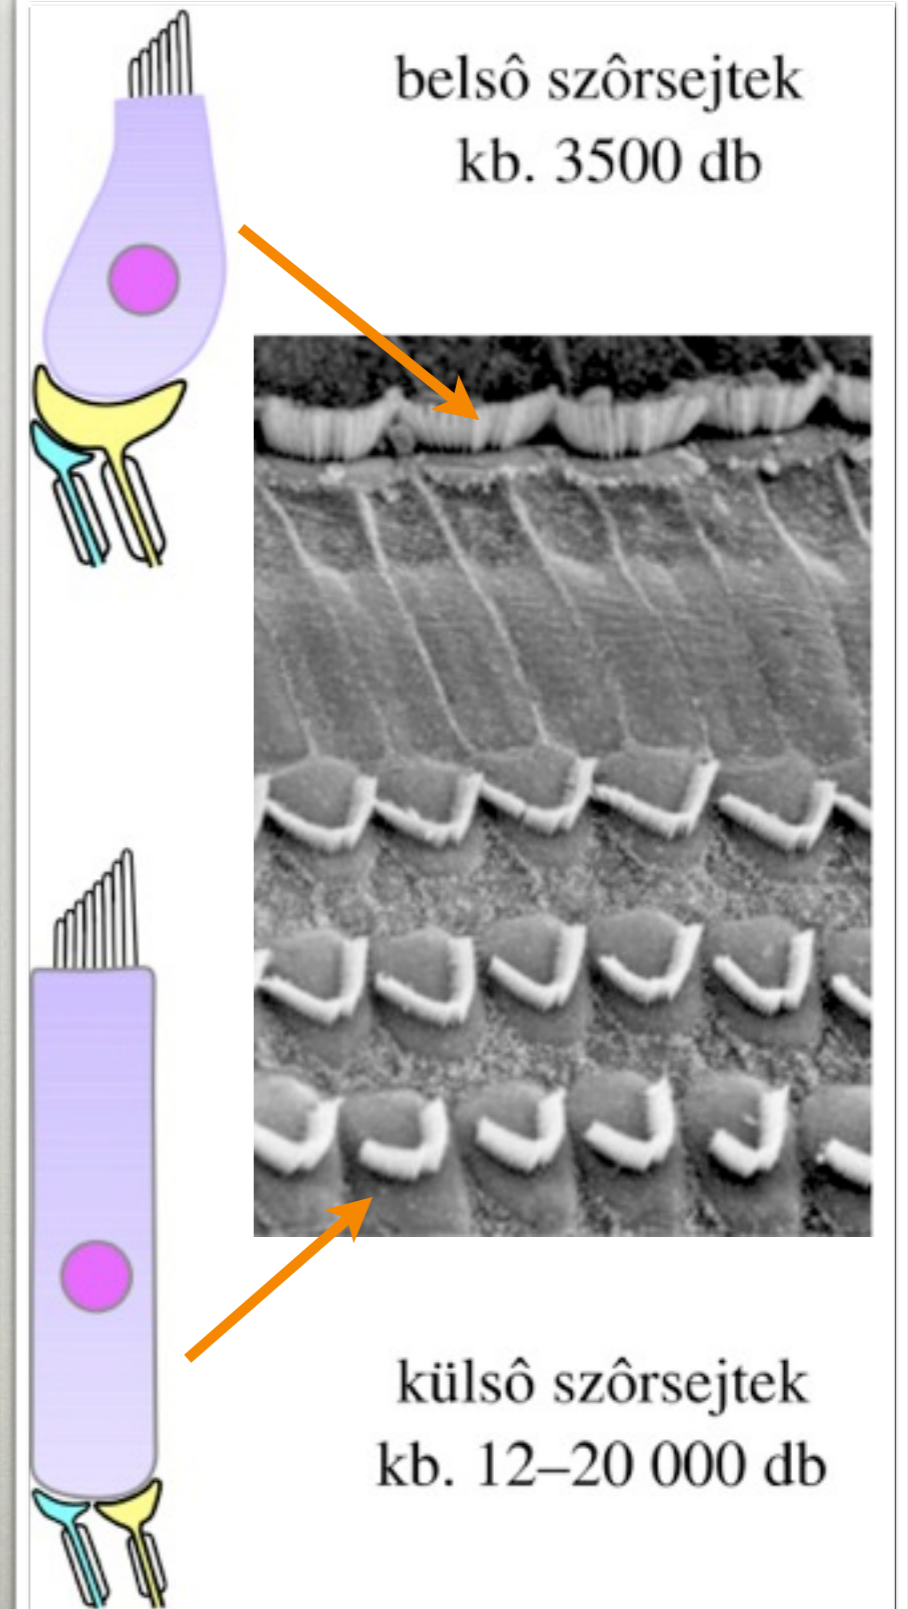 belsô szôrsejtek
kb. 3500 db
külsô szôrsejtek
kb. 12–20 000 db